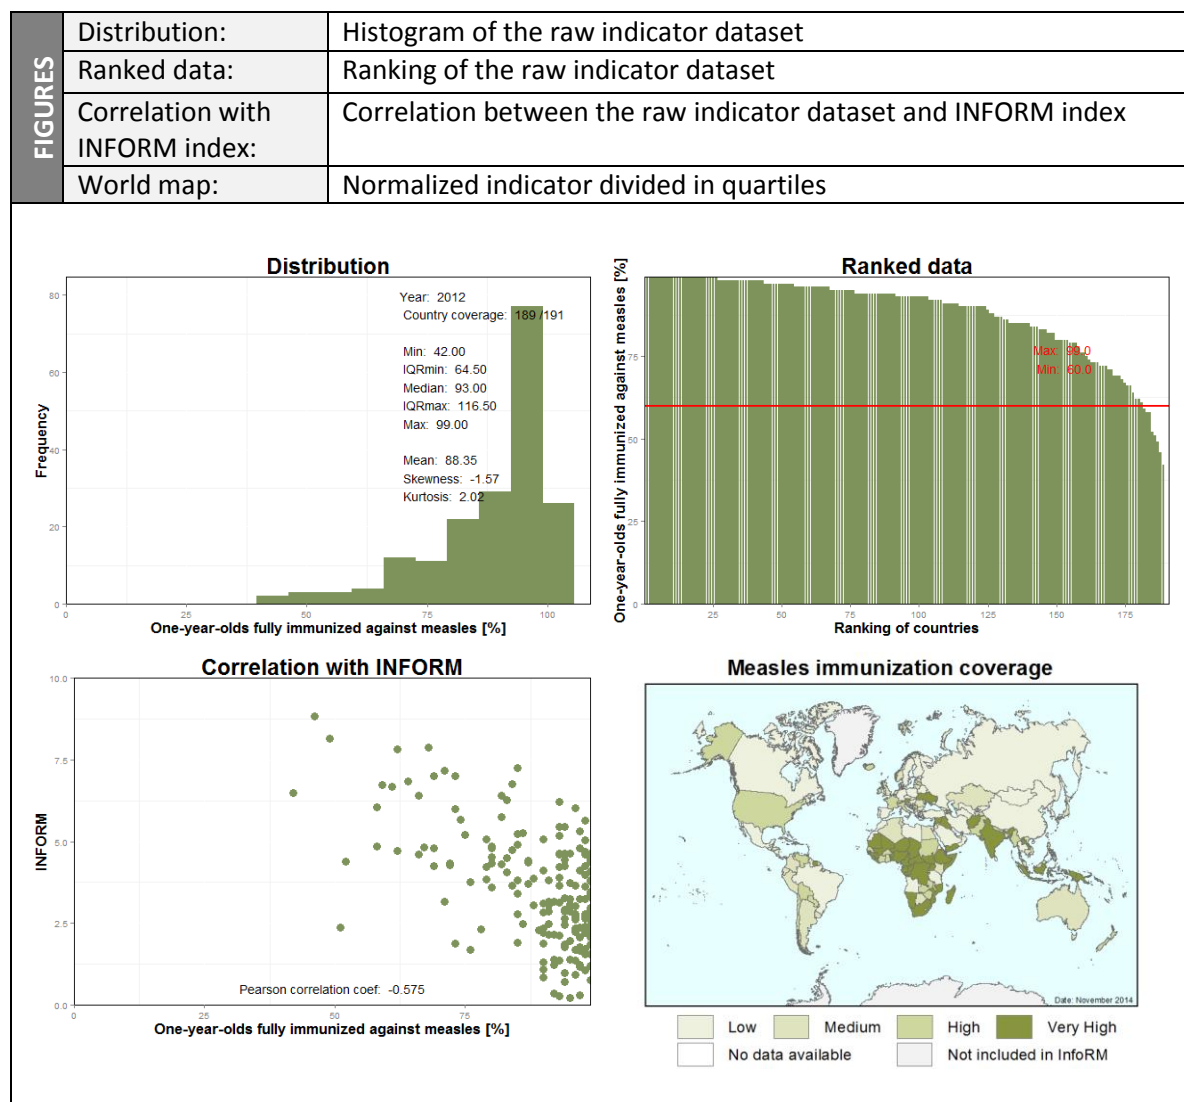 FIGURES
Distribution: Histogram of the raw indicator dataset
Ranked data: Ranking of the raw indicator dataset
Correlation with INFORM index: Correlation between the raw indicator dataset and INFORM index
World map: Normalized indicator divided in quartiles
Distribution
Year: 2012
Country coverage: 189 /191
Min: 42.00
IQRmin: 64.50
Median: 93.00
IQRmax: 116.50
Max: 99.00
Mean: 88.35
Skewness: -1.57
Kurtosis: 2.02
Frequency
80
60
40
20
0
0 25 50 75 100
One-year-olds fully immunized against measles [%]
Ranked data
One-year-olds fully immunized against measles [%]
Max: 99.0
Min: 60.0
75
50
25
0
25 50 75 100 125 150 175
Ranking of countries
Correlation with INFORM
INFORM
10.0
7.5
5.0
2.5
0.0
Pearson correlation coef: -0.575
0 25 50 75
One-year-olds fully immunized against measles [%]
Measles immunization coverage
Date: November 2014
Low Medium High Very High
No data available Not included in InfoRM